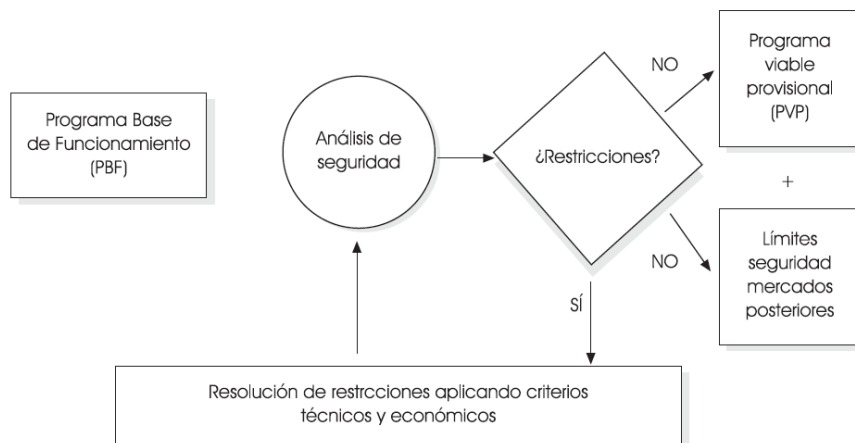 Programa Base
de Funcionamiento
(PBF)
Análisis de
seguridad
¿Restricciones?
NO
Programa
viable
provisional
(PVP)
+
NO
Límites
seguridad
mercados
posteriores
SÍ
Resolución de restrcciones aplicando criterios
técnicos y económicos